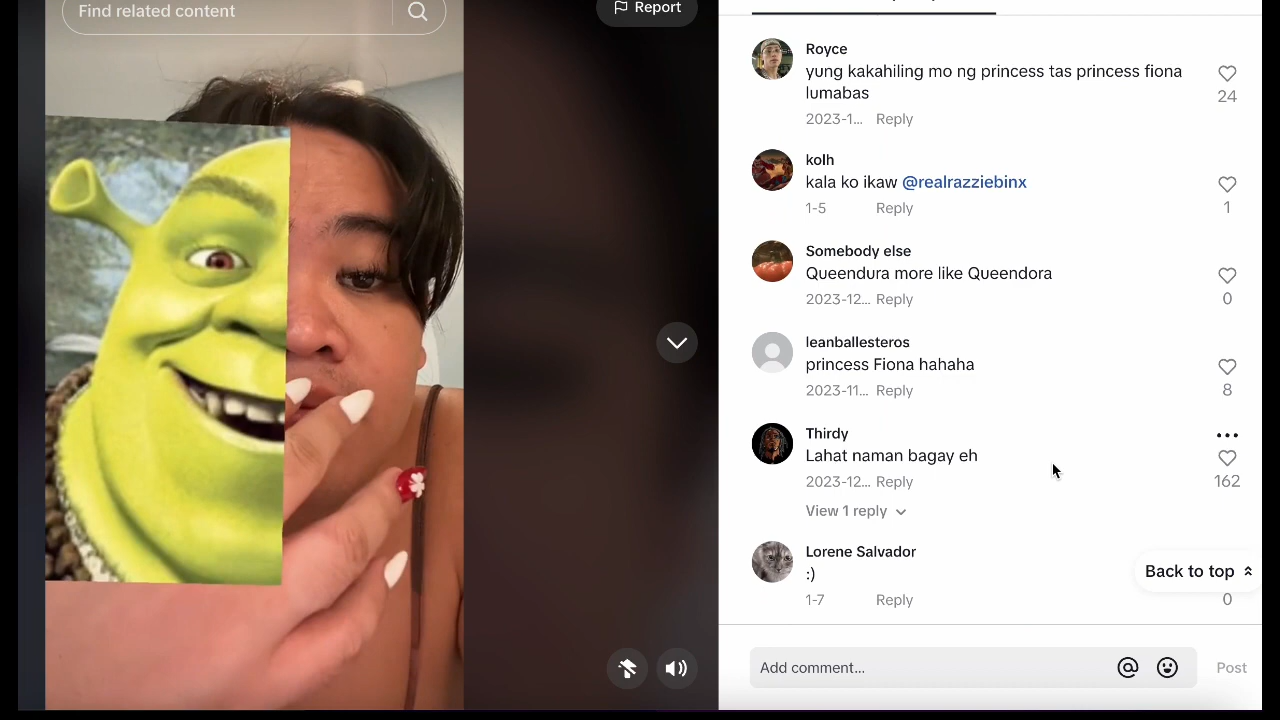 Find related content
Report
Royce
yung kakahiling mo ng princess tas princess fiona
lumabas
2023-1... Reply
24
kolh
kala ko ikaw @realrazziebinx
1-5 Reply
1
Somebody else
Queendura more like Queendora
2023-12... Reply
0
leanballesteros
princess Fiona hahaha
2023-11... Reply
8
Thirdy
Lahat naman bagay eh
2023-12... Reply
162
View 1 reply
Lorene Salvador
:)
1-7 Reply
0
Back to top
Add comment...
Post